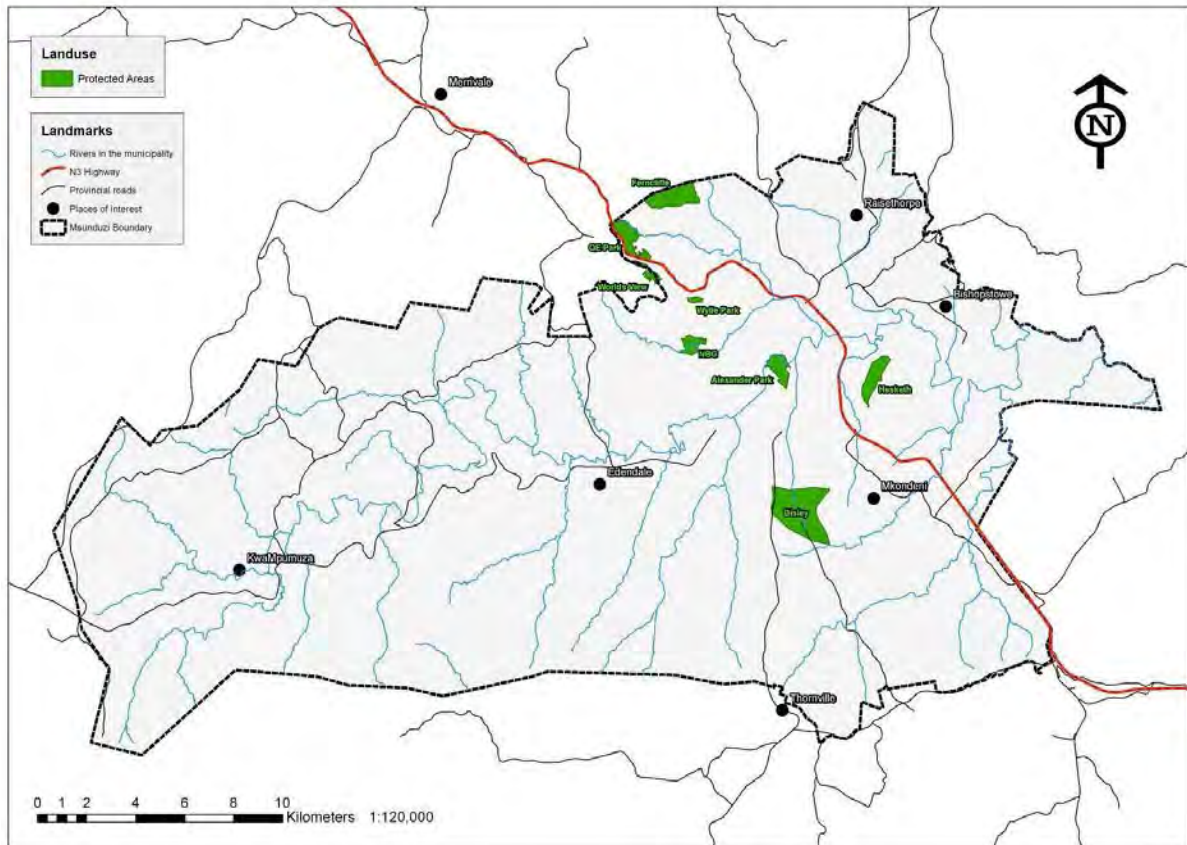 Landuse
Protected Areas
Landmarks
Rivers in the municipality
N3 Highway
Provincial roads
Places of Interest
Msunduzi Boundary
Merrivale
N
Ferncliffe
Raisethorpe
QE Park
Worlds View
Bishopstowe
Wylie Park
NBG
Alexander Park
Hesketh
Edendale
Mkondeni
Disley
KwaMpumuza
Thornville
0 1 2 4 6 8 10
Kilometers 1:120,000